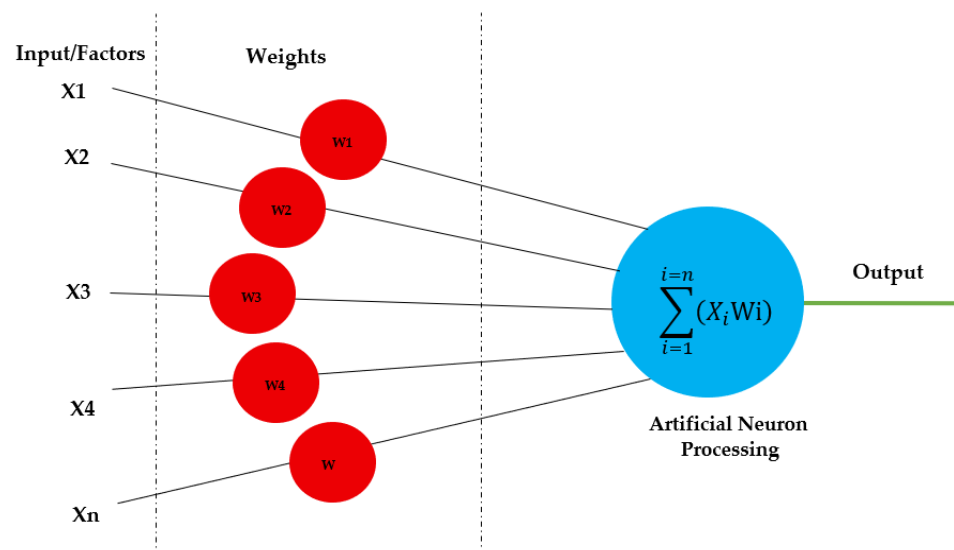 Input/Factors
Weights
X1
W1
X2
W2
X3
W3
X4
W4
Xn
W
i=n
∑(XᵢWi)
i=1
Output
Artificial Neuron
Processing